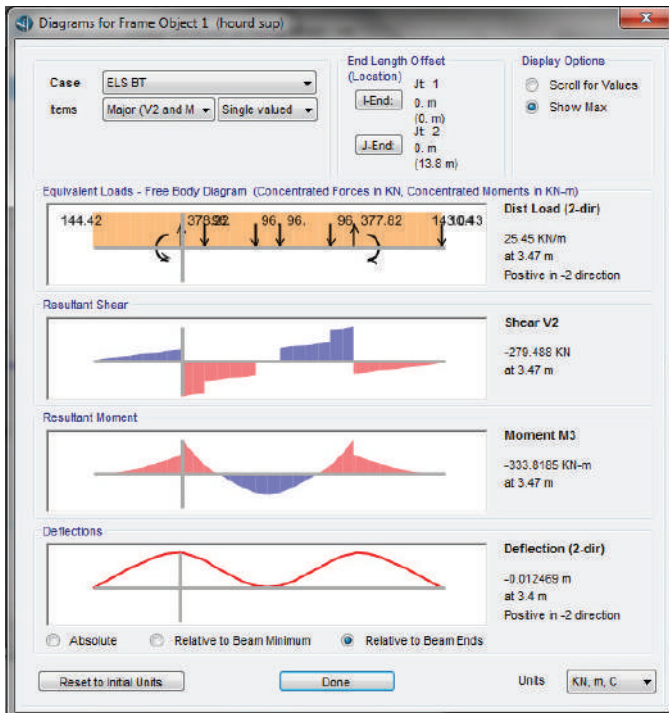 Diagrams for Frame Object 1 (hourd sup)
Case ELS BT
tems Major (V2 and M Single valued
End Length Offset
(Location)
Jt 1
I-End: 0. m
(0. m)
Jt 2
J-End: 0. m
(13.8 m)
Display Options
Scroll for Values
Show Max
Equivalent Loads - Free Body Diagram (Concentrated Forces in KN, Concentrated Moments in KN-m)
144.42 96, 96, 96, 377.62
Dist Load (2-dir)
25.45 KN/m
at 3.47 m
Positive in -2 direction
Resultant Shear
Shear V2
-279.488 KN
at 3.47 m
Resultant Moment
Moment M3
-333.8185 KN-m
at 3.47 m
Deflections
Deflection (2-dir)
-0.012469 m
at 3.4 m
Positive in -2 direction
Absolute Relative to Beam Minimum Relative to Beam Ends
Reset to Initial Units Done Units KN, m, C